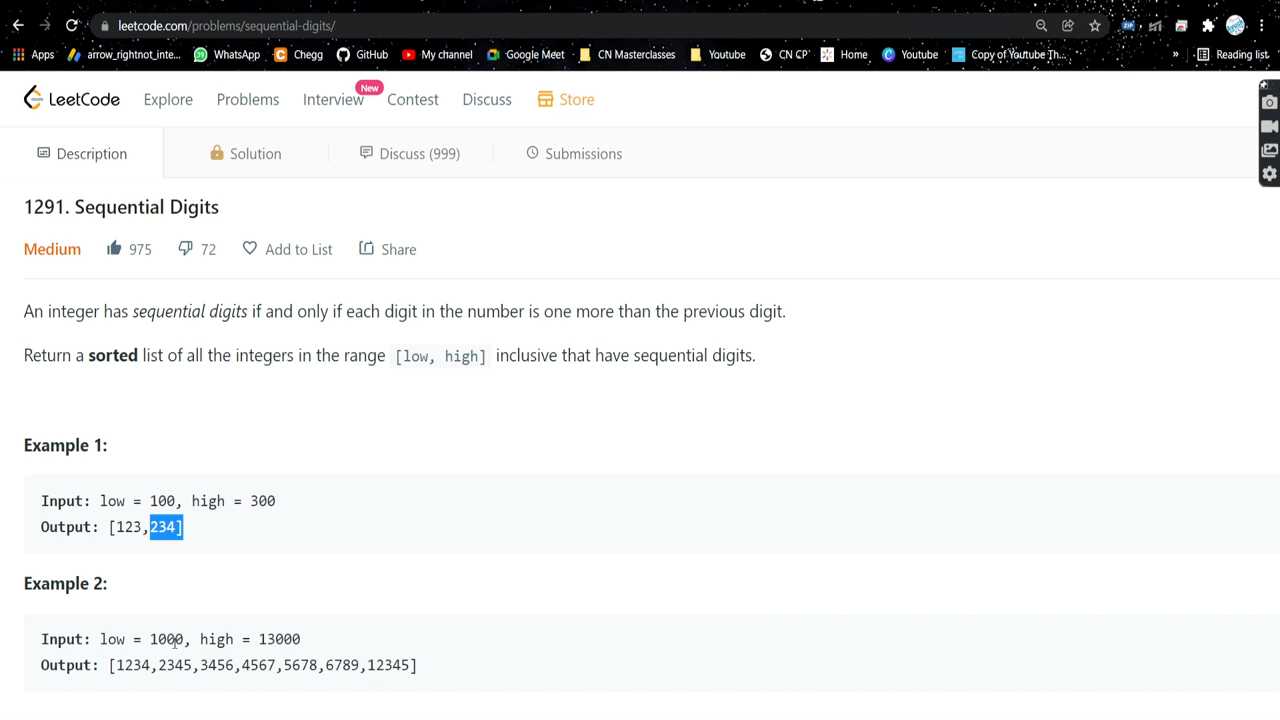 leetcode.com/problems/sequential-digits/
Apps arrow_rightnot_inte... WhatsApp Chegg GitHub My channel Google Meet CN Masterclasses Youtube CN CP' Home Youtube Copy of Youtube Th... » Reading list
LeetCode Explore Problems Interview New Contest Discuss Store
Description Solution Discuss (999) Submissions
1291. Sequential Digits
Medium 975 72 Add to List Share
An integer has sequential digits if and only if each digit in the number is one more than the previous digit.
Return a sorted list of all the integers in the range [low, high] inclusive that have sequential digits.
Example 1:
Input: low = 100, high = 300
Output: [123,234]
Example 2:
Input: low = 1000, high = 13000
Output: [1234,2345,3456,4567,5678,6789,12345]